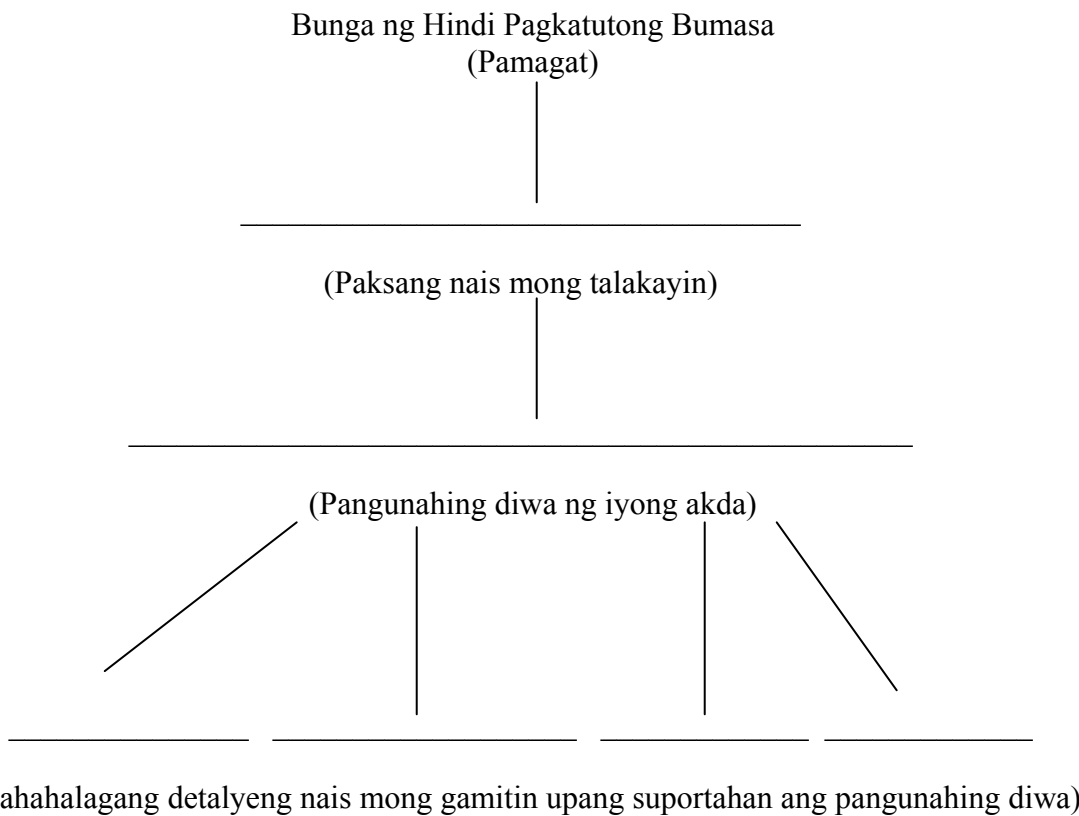 Bunga ng Hindi Pagkatutong Bumasa
(Pamagat)
(Paksang nais mong talakayin)
(Pangunahing diwa ng iyong akda)
ahahalagang detalyeng nais mong gamitin upang suportahan ang pangunahing diwa)